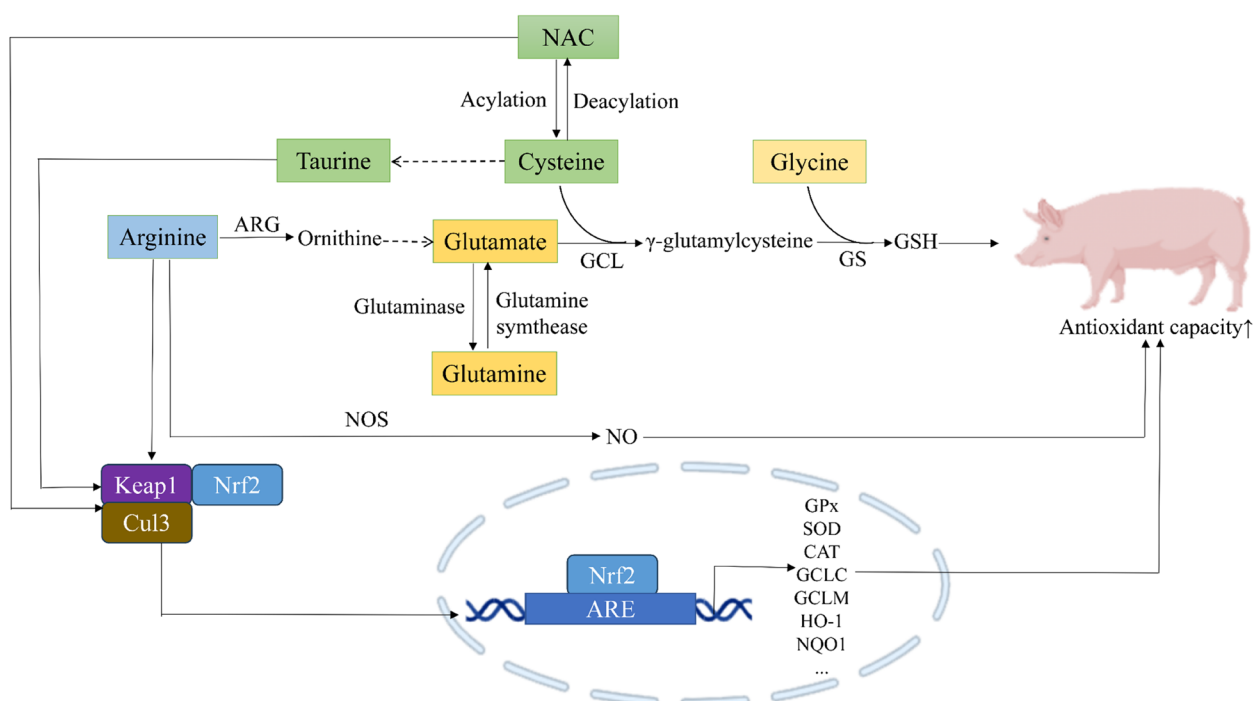 NAC
Acylation
Deacylation
Taurine
Cysteine
Glycine
Arginine
ARG
Ornithine
Glutamate
GCL
γ-glutamylcysteine
GS
GSH
Glutaminase
Glutamine
symthease
Glutamine
Antioxidant capacity↑
NOS
NO
Keap1
Nrf2
Cul3
Nrf2
ARE
GPx
SOD
CAT
GCLC
GCLM
HO-1
NQO1
...